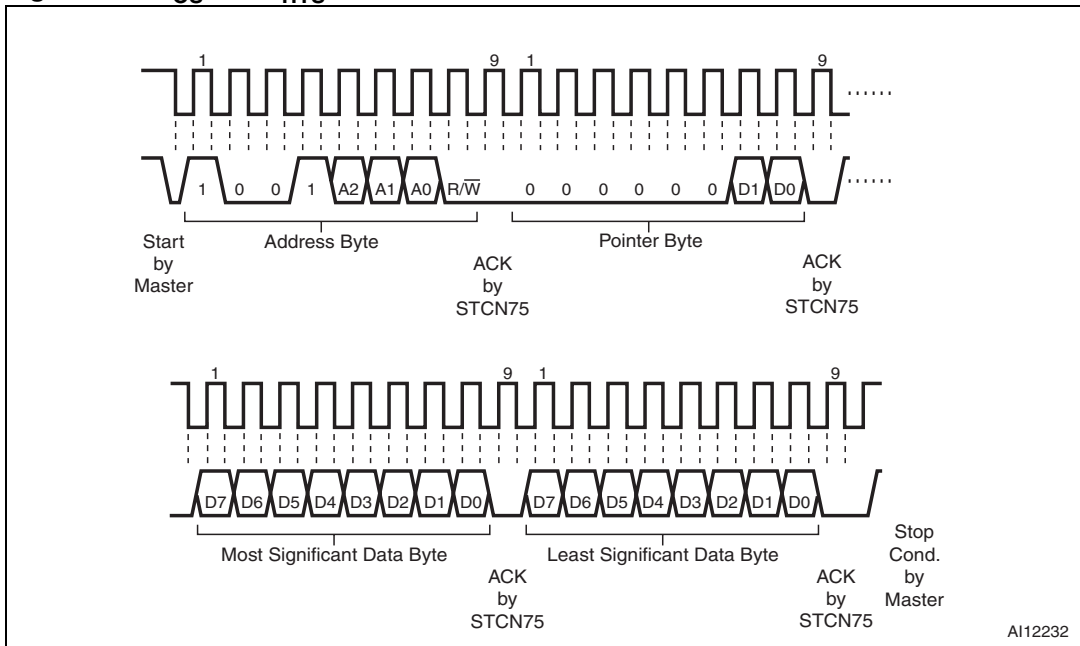 1 9 1 9
1 0 0 1 A2 A1 A0 R/W̅ 0 0 0 0 0 0 D1 D0
Start
by
Master
Address Byte
ACK
by
STCN75
Pointer Byte
ACK
by
STCN75
1 9 1 9
D7 D6 D5 D4 D3 D2 D1 D0 D7 D6 D5 D4 D3 D2 D1 D0
Most Significant Data Byte
ACK
by
STCN75
Least Significant Data Byte
ACK
by
STCN75
Stop
Cond.
by
Master
AI12232